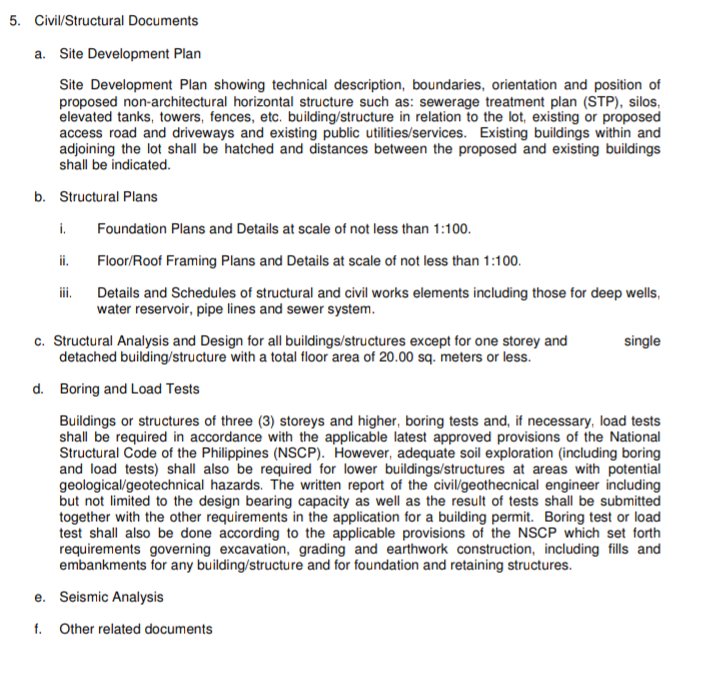 5. Civil/Structural Documents
a. Site Development Plan
Site Development Plan showing technical description, boundaries, orientation and position of
proposed non-architectural horizontal structure such as: sewerage treatment plan (STP), silos,
elevated tanks, towers, fences, etc. building/structure in relation to the lot, existing or proposed
access road and driveways and existing public utilities/services. Existing buildings within and
adjoining the lot shall be hatched and distances between the proposed and existing buildings
shall be indicated.
b. Structural Plans
i. Foundation Plans and Details at scale of not less than 1:100.
ii. Floor/Roof Framing Plans and Details at scale of not less than 1:100.
iii. Details and Schedules of structural and civil works elements including those for deep wells,
water reservoir, pipe lines and sewer system.
c. Structural Analysis and Design for all buildings/structures except for one storey and single
detached building/structure with a total floor area of 20.00 sq. meters or less.
d. Boring and Load Tests
Buildings or structures of three (3) storeys and higher, boring tests and, if necessary, load tests
shall be required in accordance with the applicable latest approved provisions of the National
Structural Code of the Philippines (NSCP). However, adequate soil exploration (including boring
and load tests) shall also be required for lower buildings/structures at areas with potential
geological/geotechnical hazards. The written report of the civil/geothecnical engineer including
but not limited to the design bearing capacity as well as the result of tests shall be submitted
together with the other requirements in the application for a building permit. Boring test or load
test shall also be done according to the applicable provisions of the NSCP which set forth
requirements governing excavation, grading and earthwork construction, including fills and
embankments for any building/structure and for foundation and retaining structures.
e. Seismic Analysis
f. Other related documents